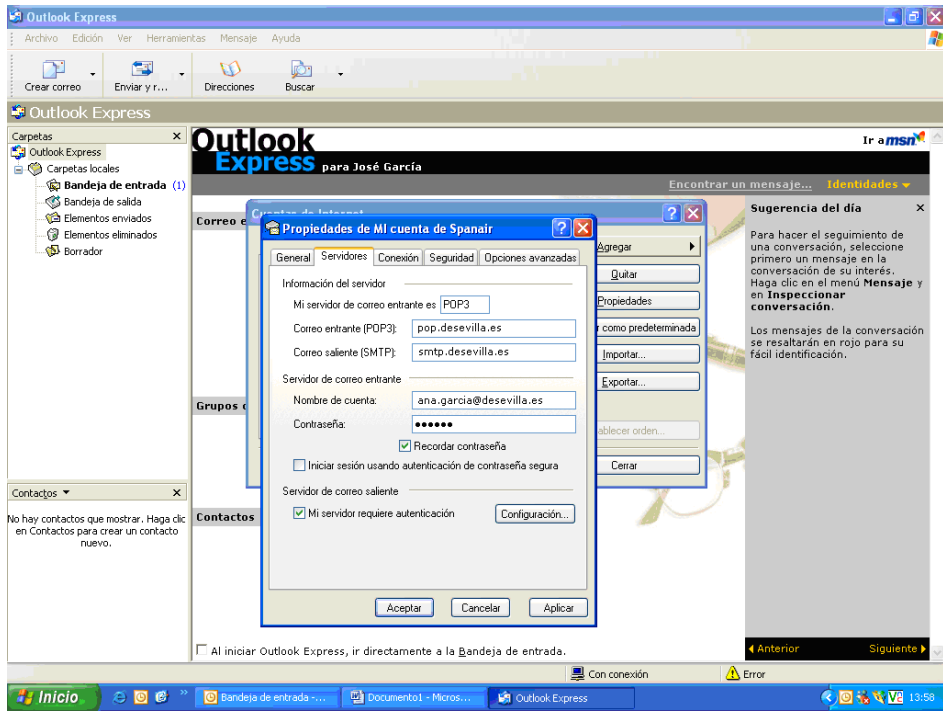 Outlook Express
Archivo Edición Ver Herramientas Mensaje Ayuda
Crear correo Enviar y r... Direcciones Buscar
Outlook Express
Carpetas
Outlook Express
Carpetas locales
Bandeja de entrada (1)
Bandeja de salida
Elementos enviados
Elementos eliminados
Borrador
Contactos
No hay contactos que mostrar. Haga clic
en Contactos para crear un contacto
nuevo.
Outlook
Express para José García
Ir a msn
Encontrar un mensaje... Identidades
Correo e
Grupos
Contactos
Cuentas de Internet
Agregar
Quitar
Propiedades
r como predeterminada
Importar...
Exportar...
ablecer orden...
Cerrar
Propiedades de MI cuenta de Spanair
General Servidores Conexión Seguridad Opciones avanzadas
Información del servidor
Mi servidor de correo entrante es POP3
Correo entrante (POP3): pop.desevilla.es
Correo saliente (SMTP): smtp.desevilla.es
Servidor de correo entrante
Nombre de cuenta: ana.garcia@desevilla.es
Contraseña: ●●●●●●
Recordar contraseña
Iniciar sesión usando autenticación de contraseña segura
Servidor de correo saliente
Mi servidor requiere autenticación Configuración...
Aceptar Cancelar Aplicar
Sugerencia del día
Para hacer el seguimiento de
una conversación, seleccione
primero un mensaje en la
conversación de su interés.
Haga clic en el menú Mensaje y
en Inspeccionar
conversación.
Los mensajes de la conversación
se resaltarán en rojo para su
fácil identificación.
Anterior Siguiente
Al iniciar Outlook Express, ir directamente a la Bandeja de entrada.
Con conexión Error
Inicio Bandeja de entrada -... Documento1 - Micros... Outlook Express 13:58